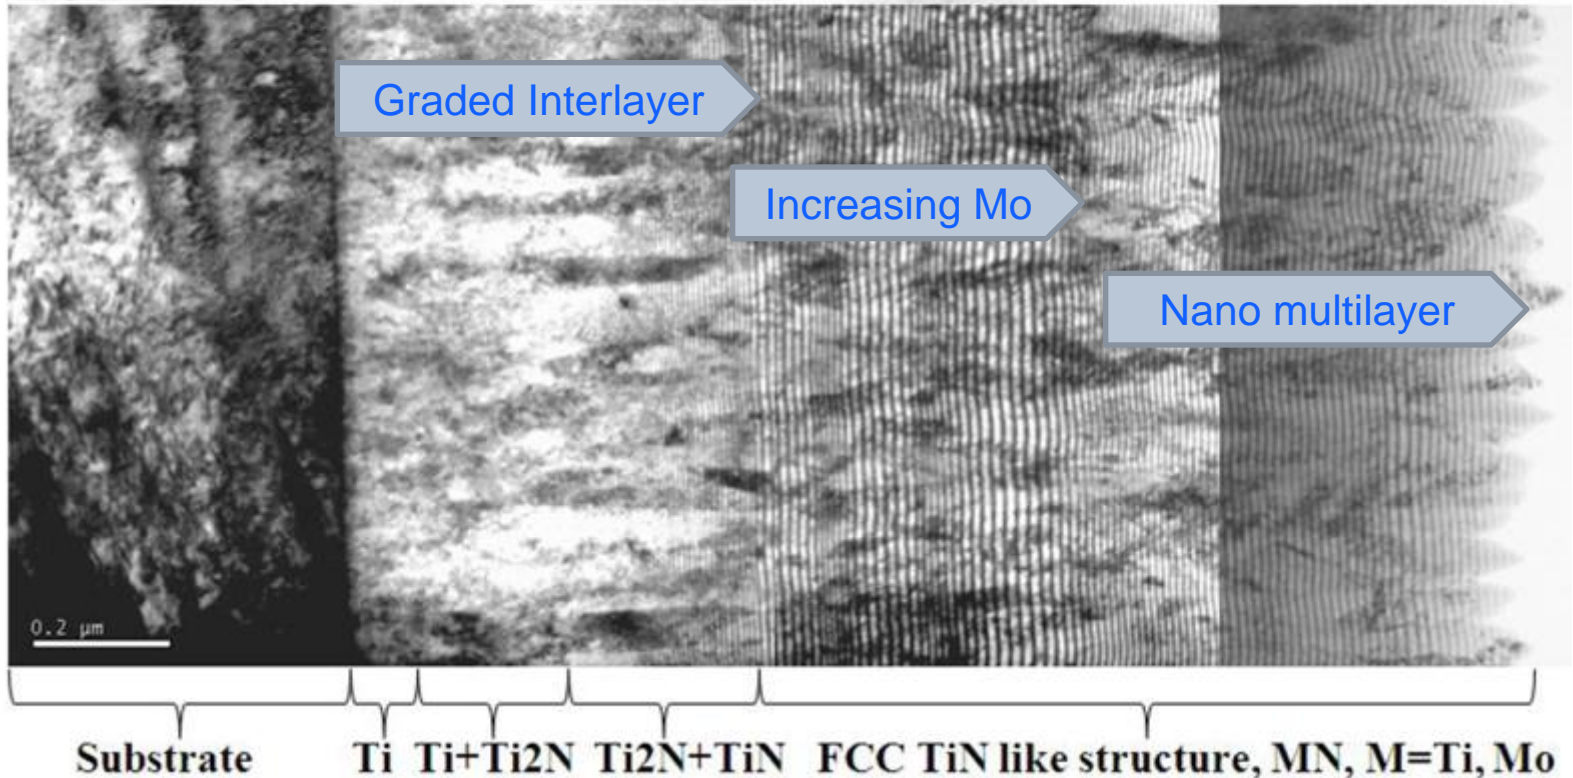 Graded Interlayer
Increasing Mo
Nano multilayer
0.2 µm
Substrate Ti Ti+Ti2N Ti2N+TiN FCC TiN like structure, MN, M=Ti, Mo